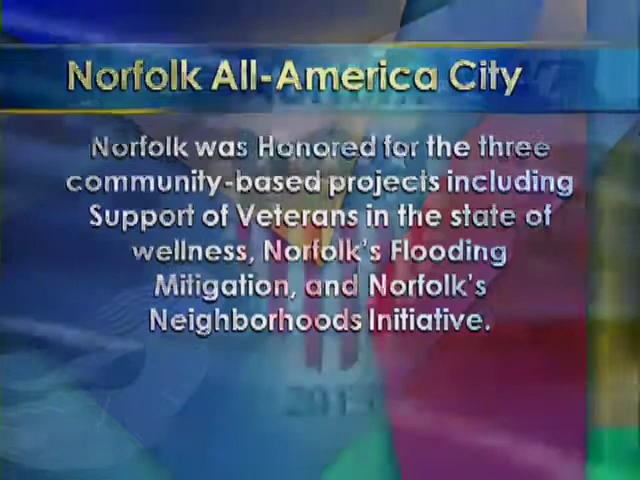 Norfolk All-America City
Norfolk was Honored for the three
community-based projects including
Support of Veterans in the state of
wellness, Norfolk's Flooding
Mitigation, and Norfolk's
Neighborhoods Initiative.